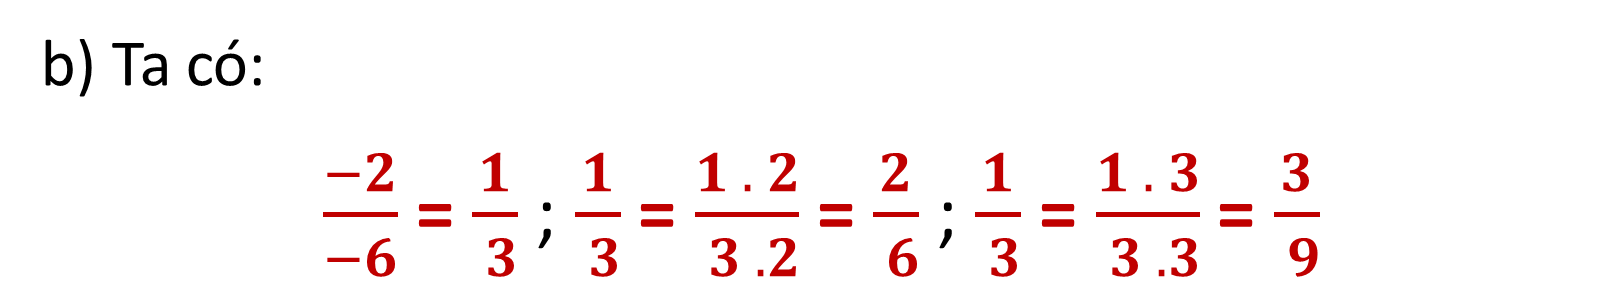 b) Ta có:
−2/−6 = 1/3 ; 1/3 = 1 . 2/3 .2 = 2/6 ; 1/3 = 1 . 3/3 .3 = 3/9